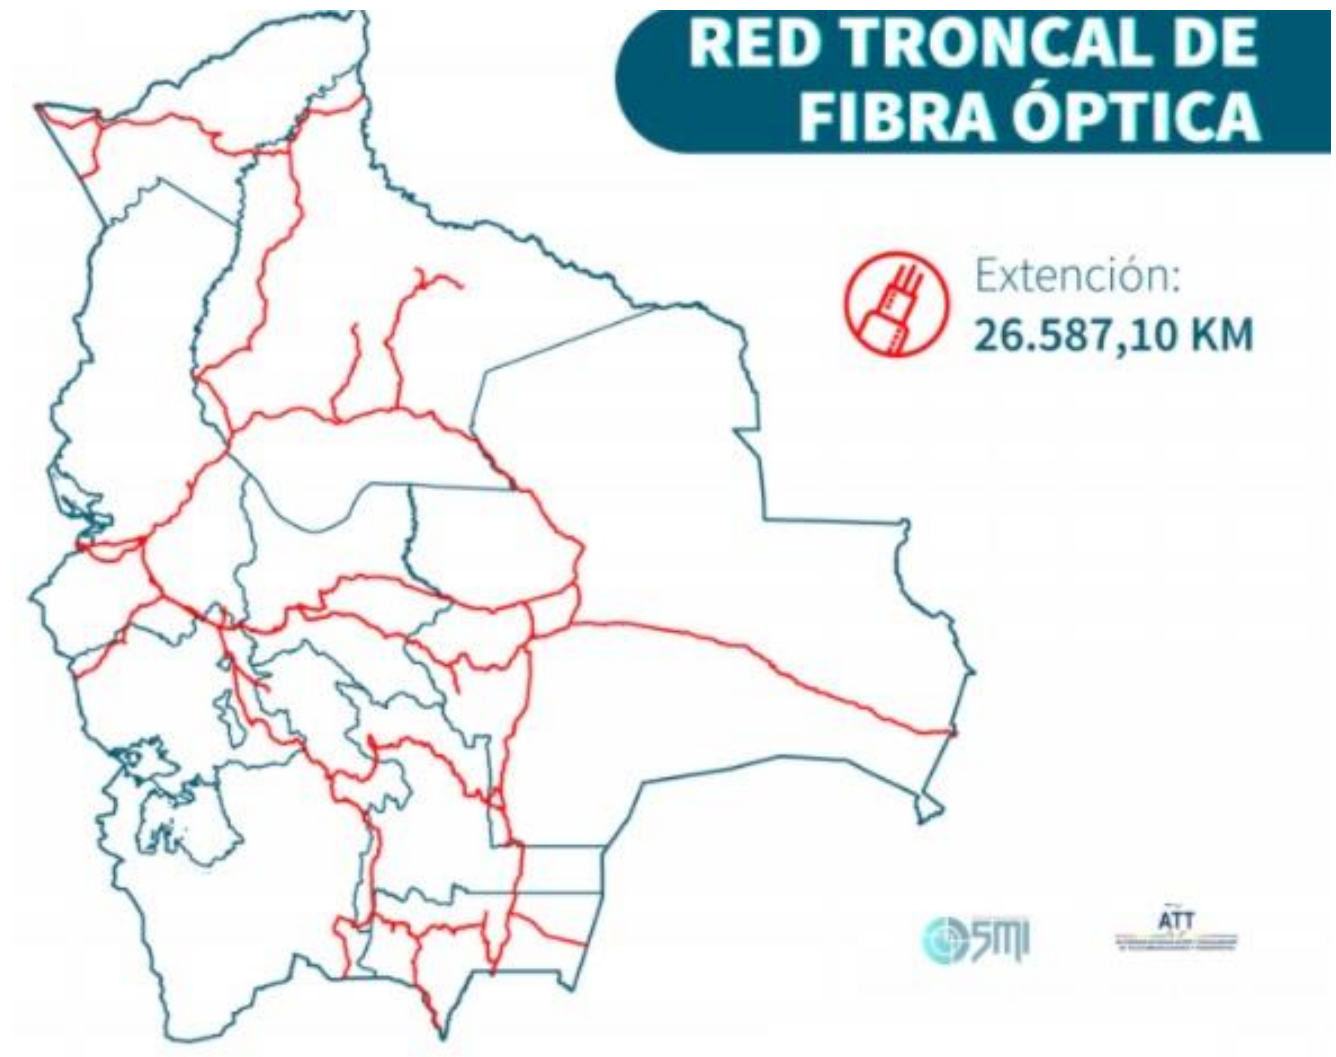 RED TRONCAL DE
FIBRA ÓPTICA
Extención:
26.587,10 KM
SMI
ATT